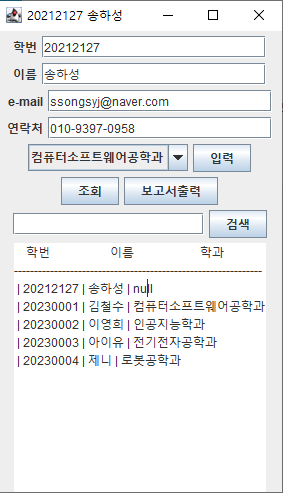 20212127 송하성
학번 20212127
이름 송하성
e-mail ssongsyj@naver.com
연락처 010-9397-0958
컴퓨터소프트웨어공학과 입력
조회 보고서출력
검색
학번 이름 학과
--------------------------------------------------------------
| 20212127 | 송하성 | null
| 20230001 | 김철수 | 컴퓨터소프트웨어공학과
| 20230002 | 이영희 | 인공지능학과
| 20230003 | 아이유 | 전기전자공학과
| 20230004 | 제니 | 로봇공학과